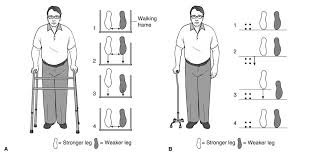 Walking
frame
1
2
3
4
1
2
3
4
A
= Stronger leg
= Weaker leg
B
= Stronger leg
= Weaker leg